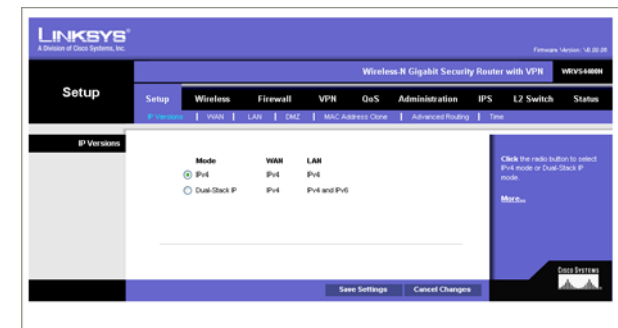 LINKSYS®
A Division of Cisco Systems, Inc.
Firmware Version:
Wireless-N Gigabit Security Router with VPN WRVS4400N
Setup
Setup Wireless Firewall VPN QoS Administration IPS L2 Switch Status
IP Versions | WAN | LAN | DMZ | MAC Address Clone | Advanced Routing | Time
IP Versions
Mode WAN LAN
IPv4 IPv4 IPv4
Dual-Stack IP IPv4 IPv4 and IPv6
Click the radio button to select
IPv4 mode or Dual-Stack IP
mode.
More...
Save Settings Cancel Changes
CISCO SYSTEMS